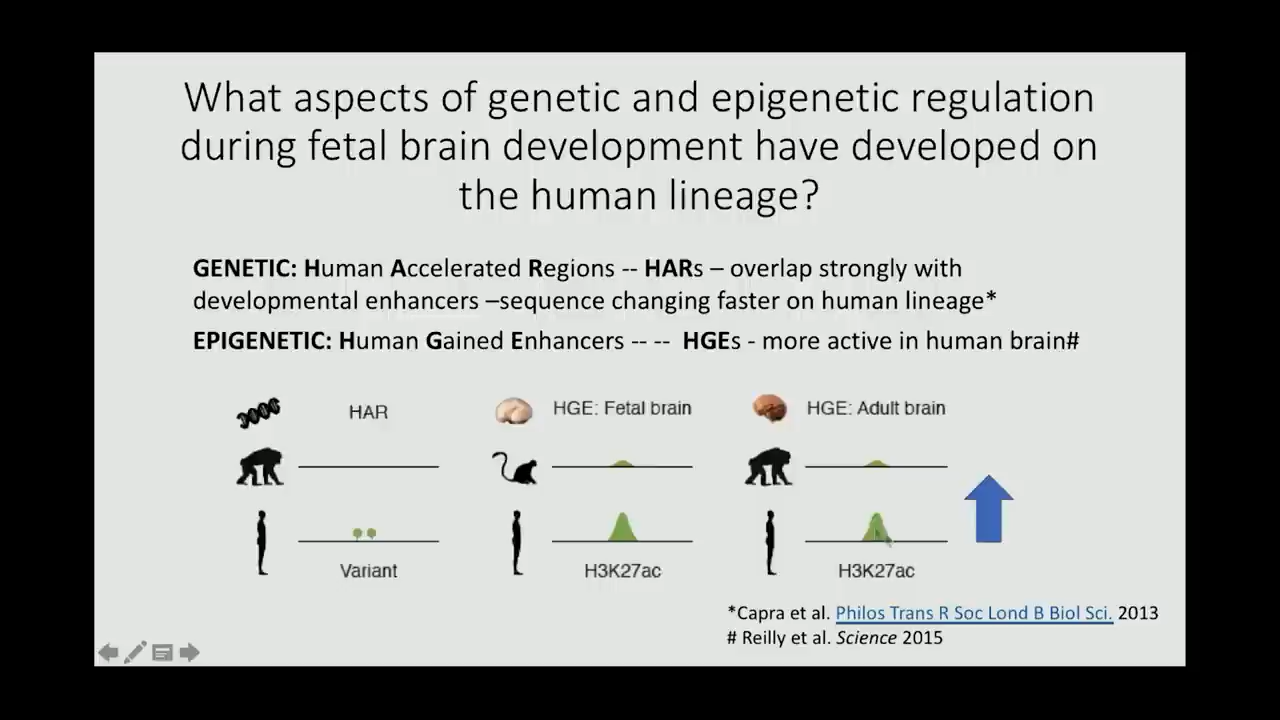 What aspects of genetic and epigenetic regulation
during fetal brain development have developed on
the human lineage?
GENETIC: Human Accelerated Regions -- HARs – overlap strongly with
developmental enhancers –sequence changing faster on human lineage*
EPIGENETIC: Human Gained Enhancers -- -- HGEs - more active in human brain#
HAR
HGE: Fetal brain
HGE: Adult brain
Variant
H3K27ac
H3K27ac
*Capra et al. Philos Trans R Soc Lond B Biol Sci. 2013
# Reilly et al. Science 2015